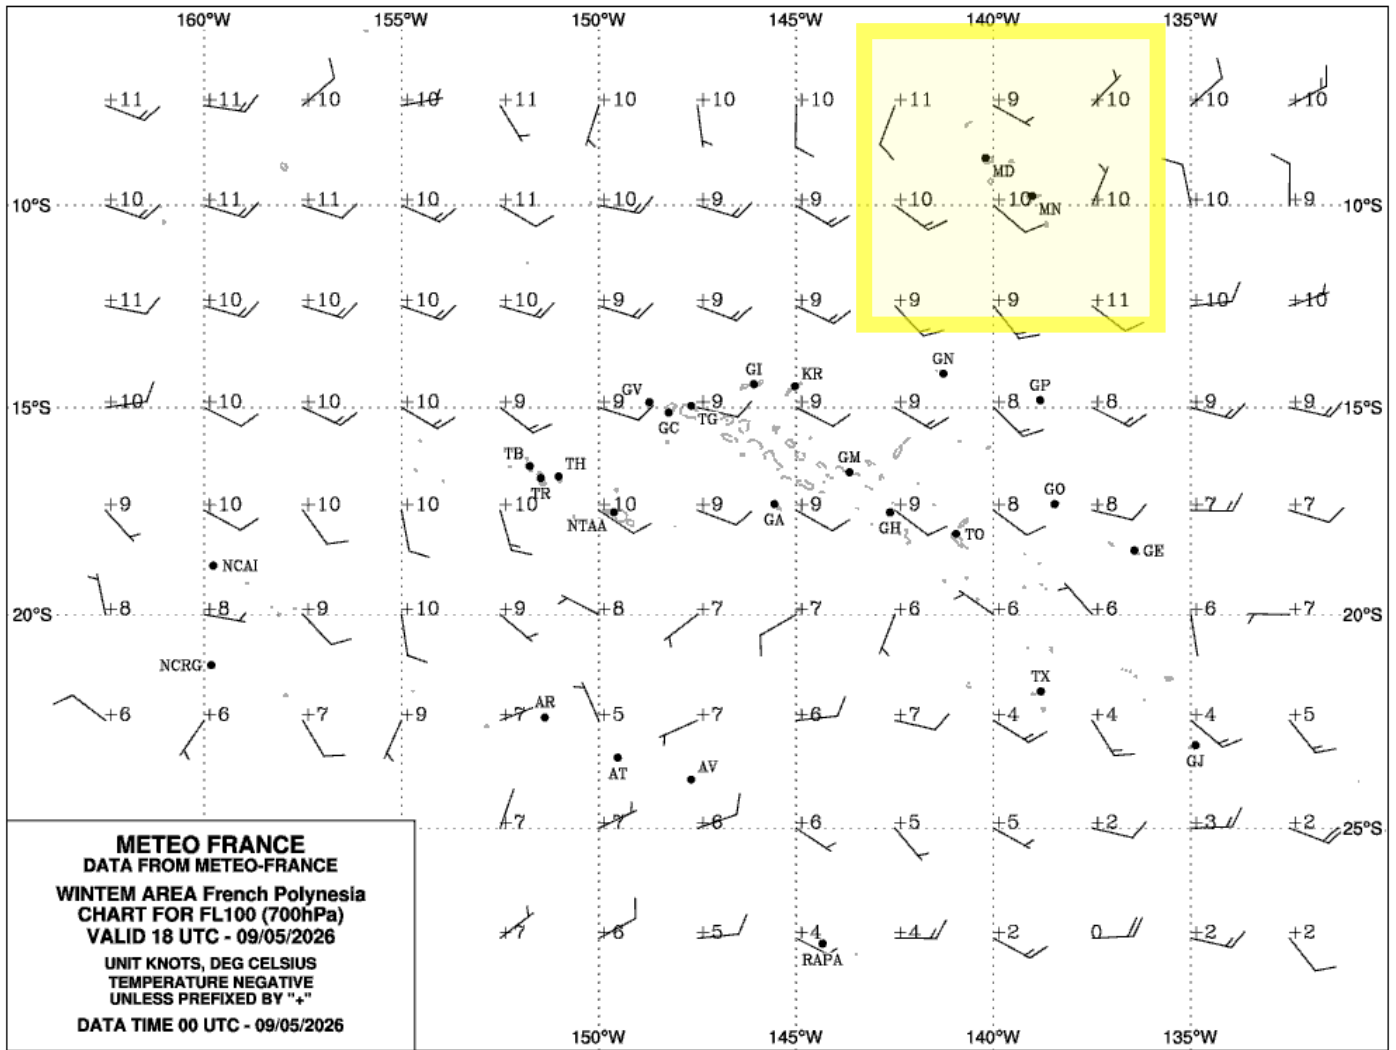 160°W 155°W 150°W 145°W 140°W 135°W
+11 +11 +10 +10 +11 +10 +10 +10 +11 +9 +10 +10 +10
MD
10°S +10 +11 +11 +10 +11 +10 +9 +9 +10 +10 +10 +10 +9 10°S
MN
+11 +10 +10 +10 +10 +9 +9 +9 +9 +9 +11 +10 +10
GN
GI KR
GV GP
15°S +10 +10 +10 +10 +9 +9 +9 +9 +9 +8 +8 +9 +9 15°S
GC TG
TB TH GM
TR GO
+9 +10 +10 +10 +10 +10 +9 +9 +9 +8 +8 +7 +7
NTAA GA GH TO
GE
NCAI
20°S +8 +8 +9 +10 +9 +8 +7 +7 +6 +6 +6 +6 +7 20°S
NCRG
TX
AR
+6 +6 +7 +9 +7 +5 +7 +6 +7 +4 +4 +4 +5
GJ
AT AV
+7 +7 +6 +6 +5 +5 +2 +3 +2 25°S
+7 +6 +5 +4 +4 +2 0 +2 +2
RAPA
METEO FRANCE
DATA FROM METEO-FRANCE
WINTEM AREA French Polynesia
CHART FOR FL100 (700hPa)
VALID 18 UTC - 09/05/2026
UNIT KNOTS, DEG CELSIUS
TEMPERATURE NEGATIVE
UNLESS PREFIXED BY "+"
DATA TIME 00 UTC - 09/05/2026
150°W 145°W 140°W 135°W